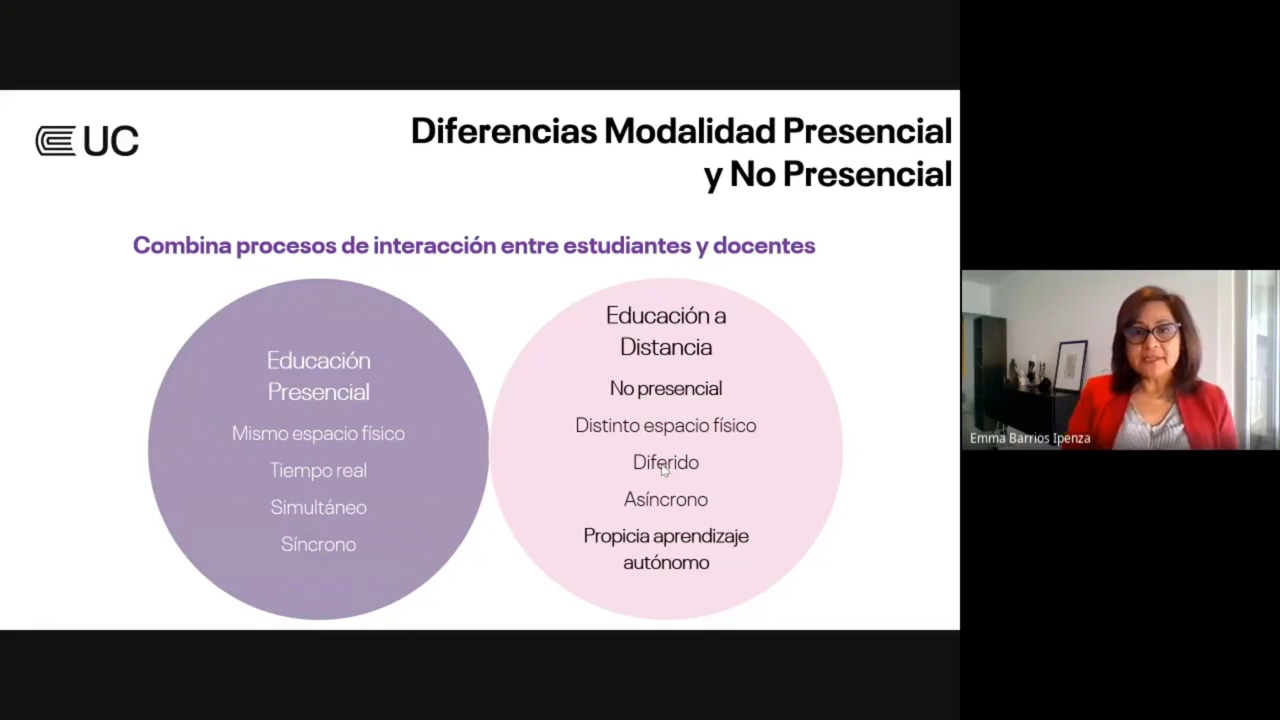 UC
Diferencias Modalidad Presencial
y No Presencial
Combina procesos de interacción entre estudiantes y docentes
Educación
Presencial
Mismo espacio físico
Tiempo real
Simultáneo
Síncrono
Educación a
Distancia
No presencial
Distinto espacio físico
Diferido
Asíncrono
Propicia aprendizaje
autónomo
Emma Barrios Ipenza